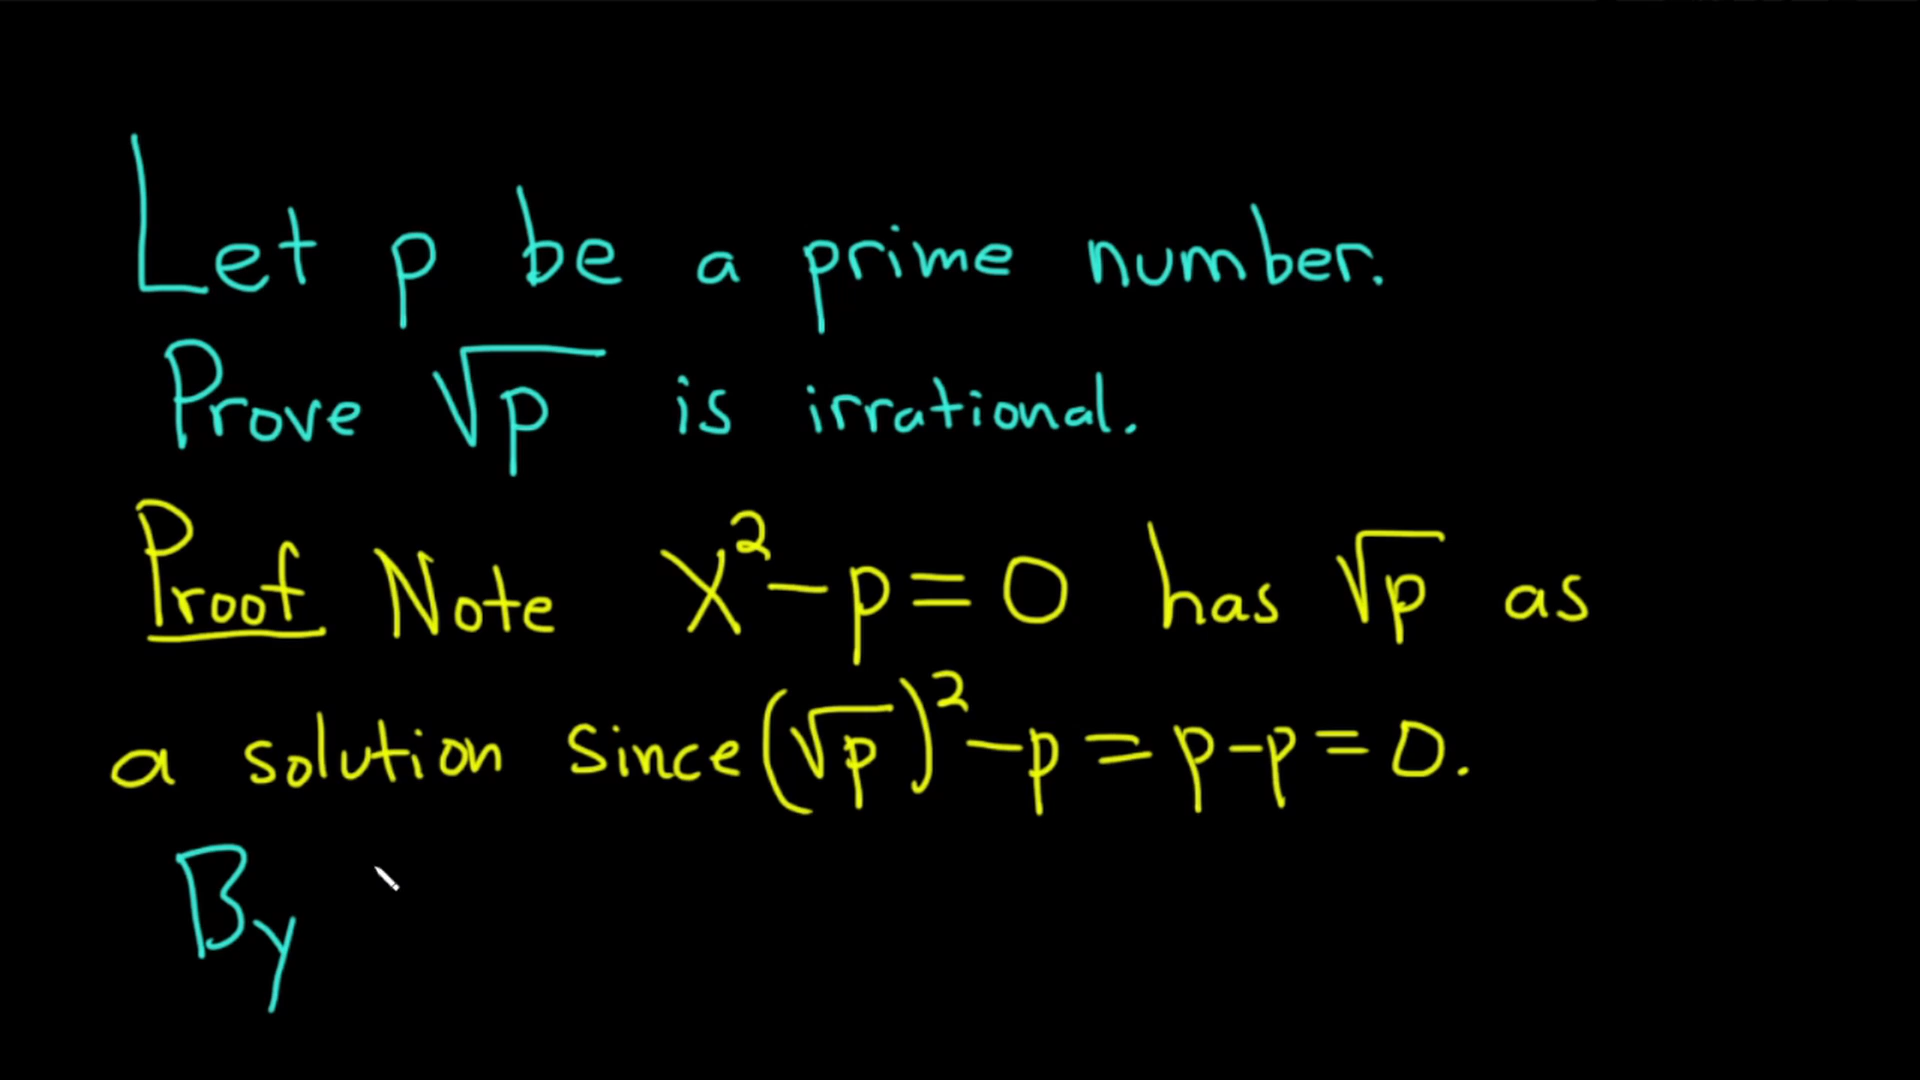 Let p be a prime number.
Prove √p is irrational.
Proof Note x²-p=0 has √p as
a solution since (√p)²-p=p-p=0.
By